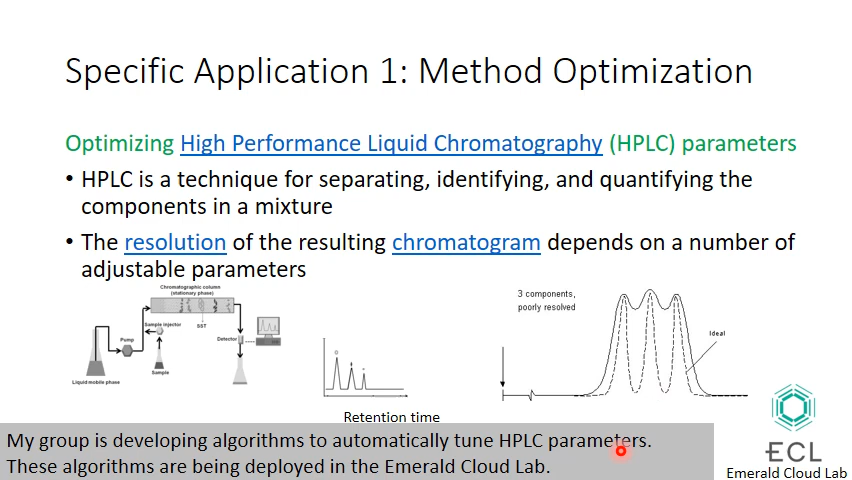 Specific Application 1: Method Optimization
Optimizing High Performance Liquid Chromatography (HPLC) parameters
• HPLC is a technique for separating, identifying, and quantifying the
components in a mixture
• The resolution of the resulting chromatogram depends on a number of
adjustable parameters
Chromatographic column
(stationary phase)
Sample injector
SST
Pump
Detector
Liquid mobile phase
Sample
Retention time
3 components,
poorly resolved
Ideal
My group is developing algorithms to automatically tune HPLC parameters.
These algorithms are being deployed in the Emerald Cloud Lab.
ECL
Emerald Cloud Lab